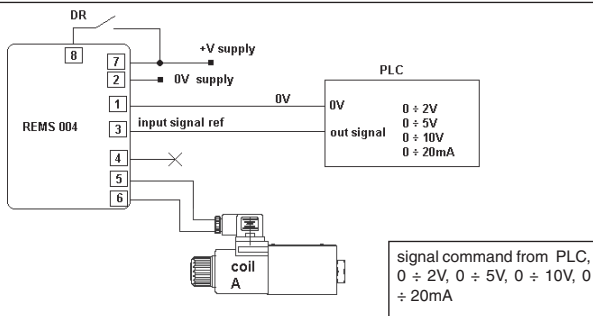 DR
8
7
+V supply
2
0V supply
PLC
1
0V
0V
0 ÷ 2V
REMS 004
3
input signal ref
out signal
0 ÷ 5V
0 ÷ 10V
0 ÷ 20mA
4
5
6
coil
A
signal command from PLC,
0 ÷ 2V, 0 ÷ 5V, 0 ÷ 10V, 0
÷ 20mA